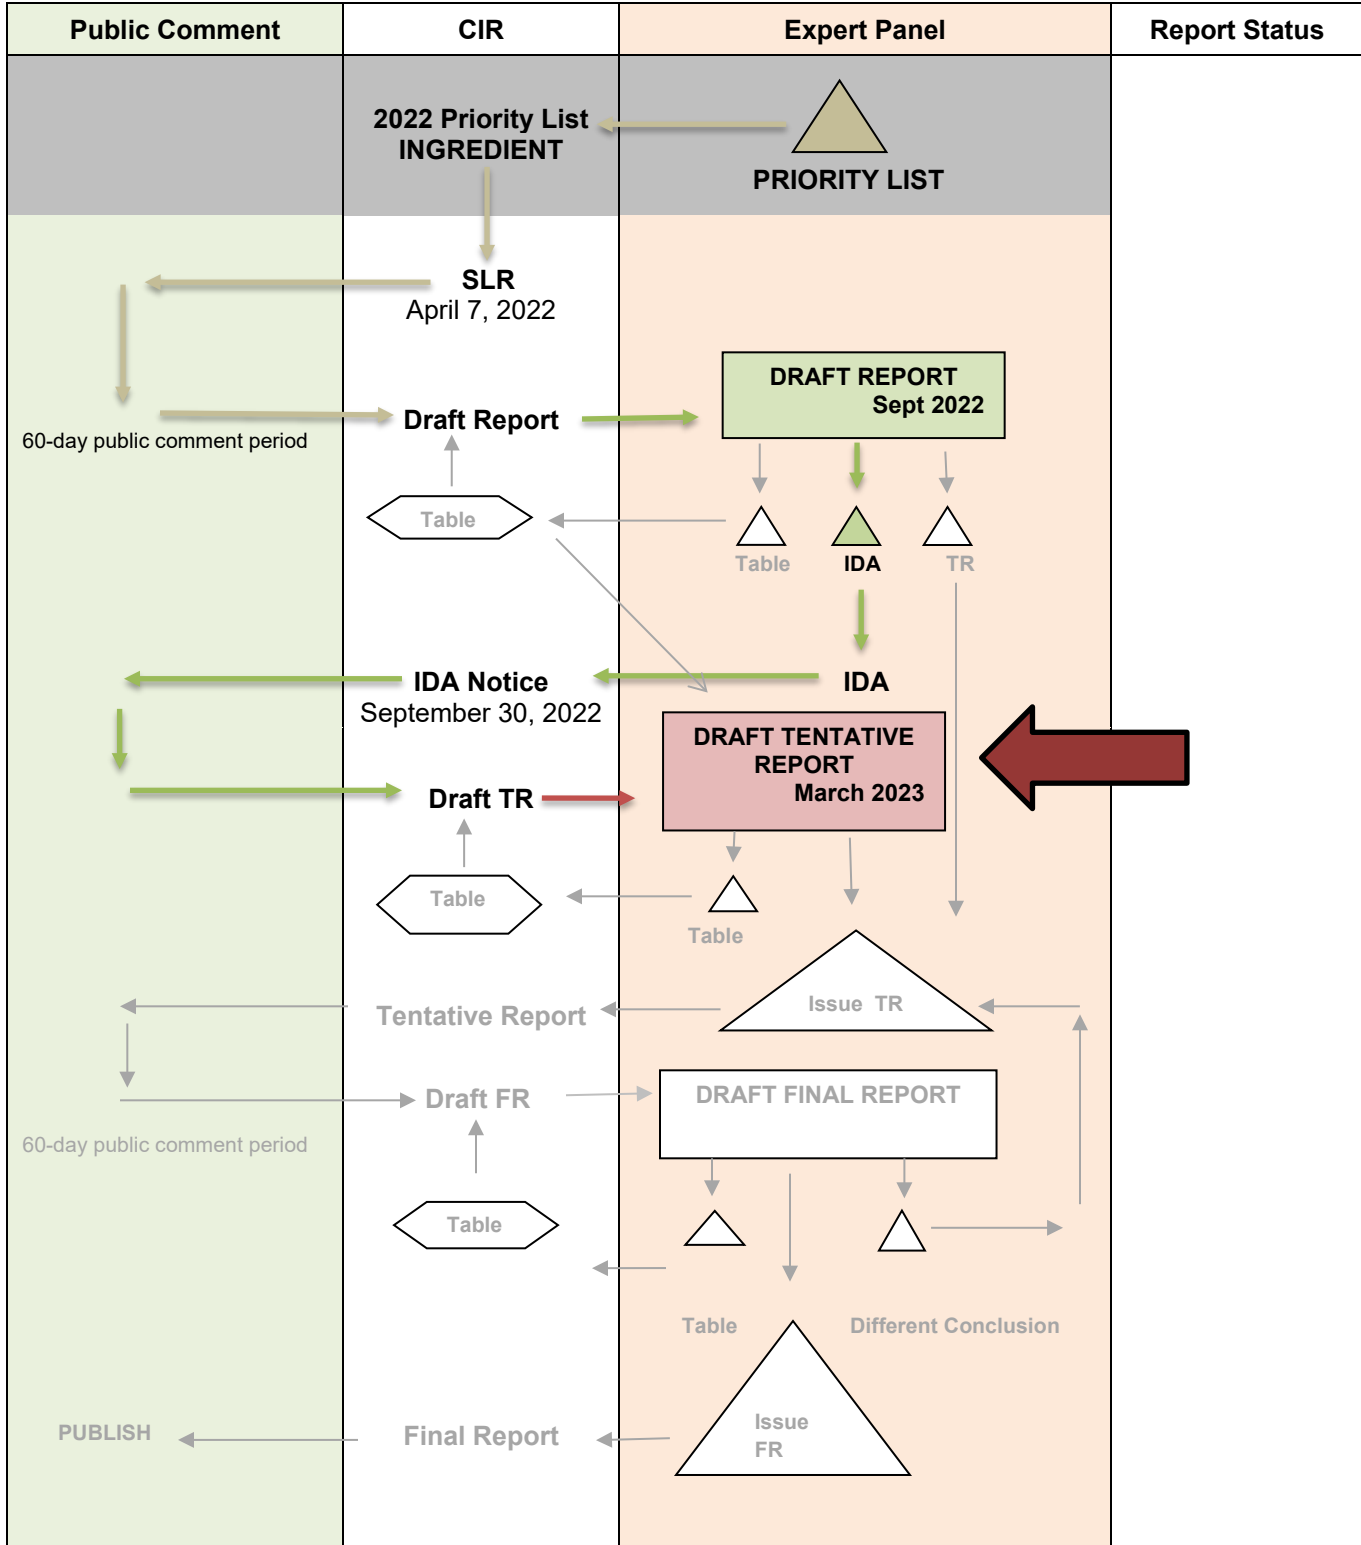 Public Comment
CIR
Expert Panel
Report Status
2022 Priority List
INGREDIENT
PRIORITY LIST
SLR
April 7, 2022
60-day public comment period
Draft Report
DRAFT REPORT
Sept 2022
Table
Table
IDA
TR
IDA Notice
September 30, 2022
IDA
DRAFT TENTATIVE
REPORT
March 2023
Draft TR
Table
Table
Tentative Report
Issue TR
60-day public comment period
Draft FR
DRAFT FINAL REPORT
Table
Table
Different Conclusion
PUBLISH
Final Report
Issue
FR